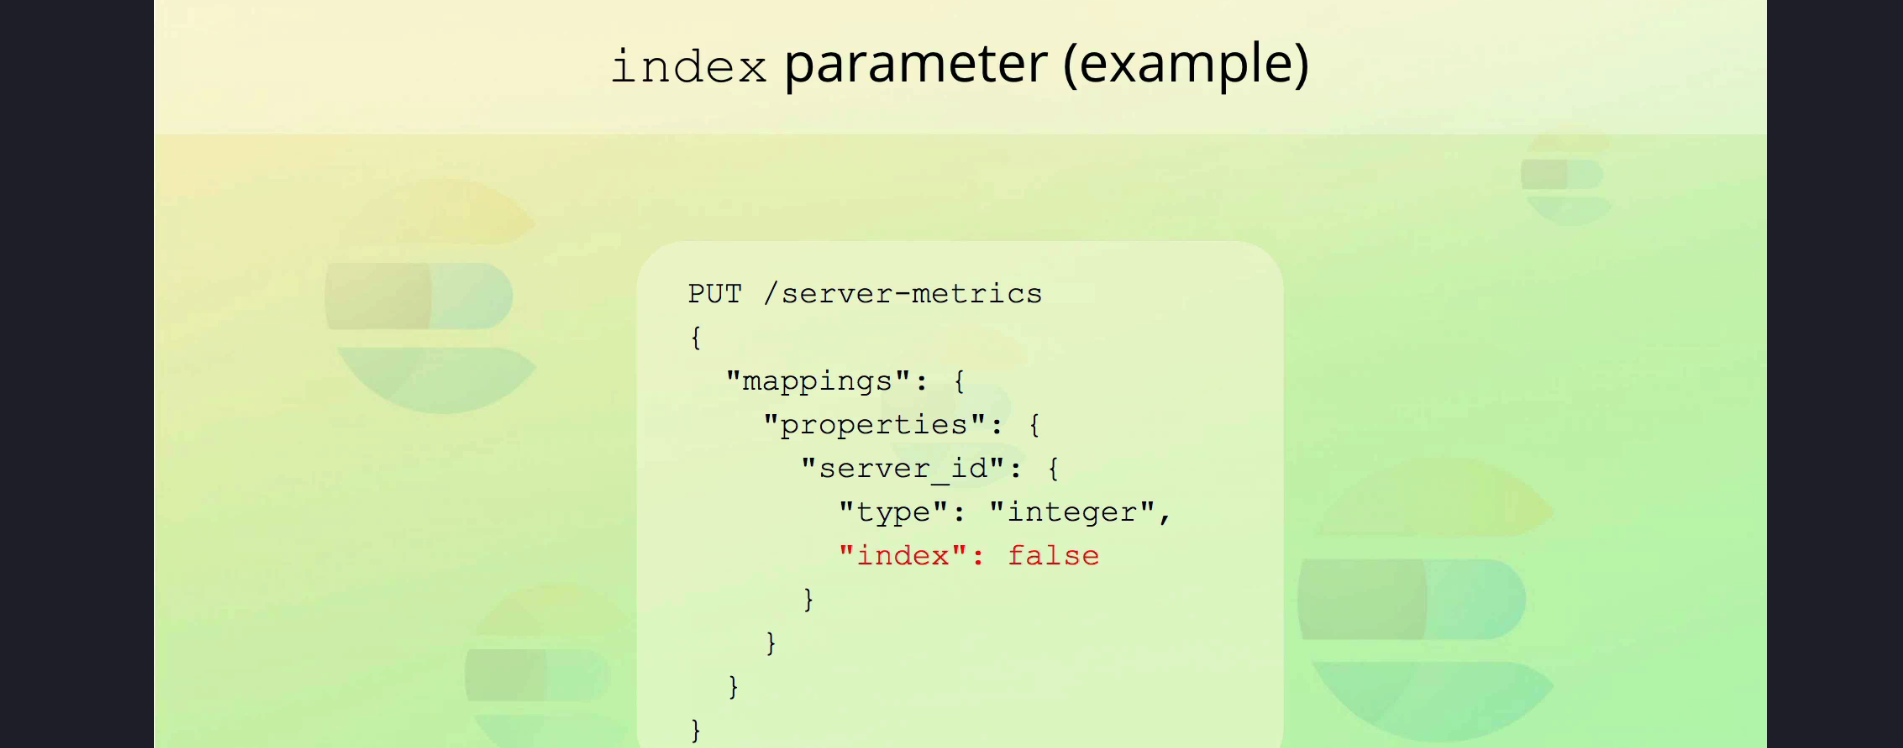 index parameter (example)
PUT /server-metrics
{
  "mappings": {
    "properties": {
      "server_id": {
        "type": "integer",
        "index": false
      }
    }
  }
}